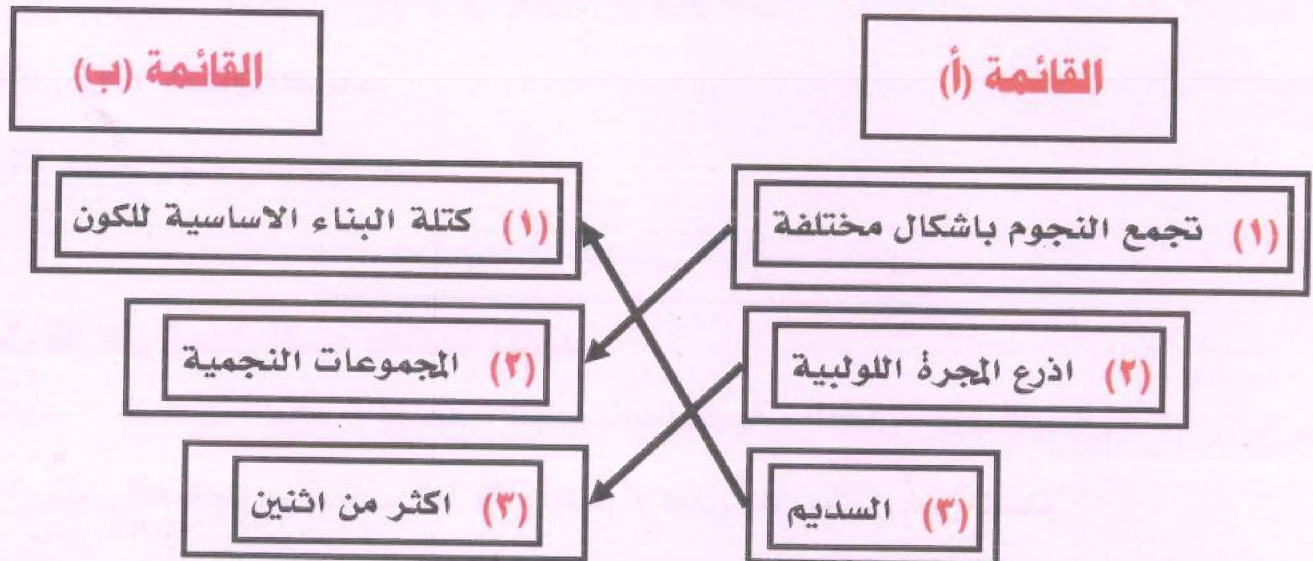 القائمة (أ)
القائمة (ب)
(١) تجمع النجوم باشكال مختلفة
(١) كتلة البناء الاساسية للكون
(٢) اذرع المجرة اللولبية
(٢) المجموعات النجمية
(٣) السديم
(٣) اكثر من اثنين